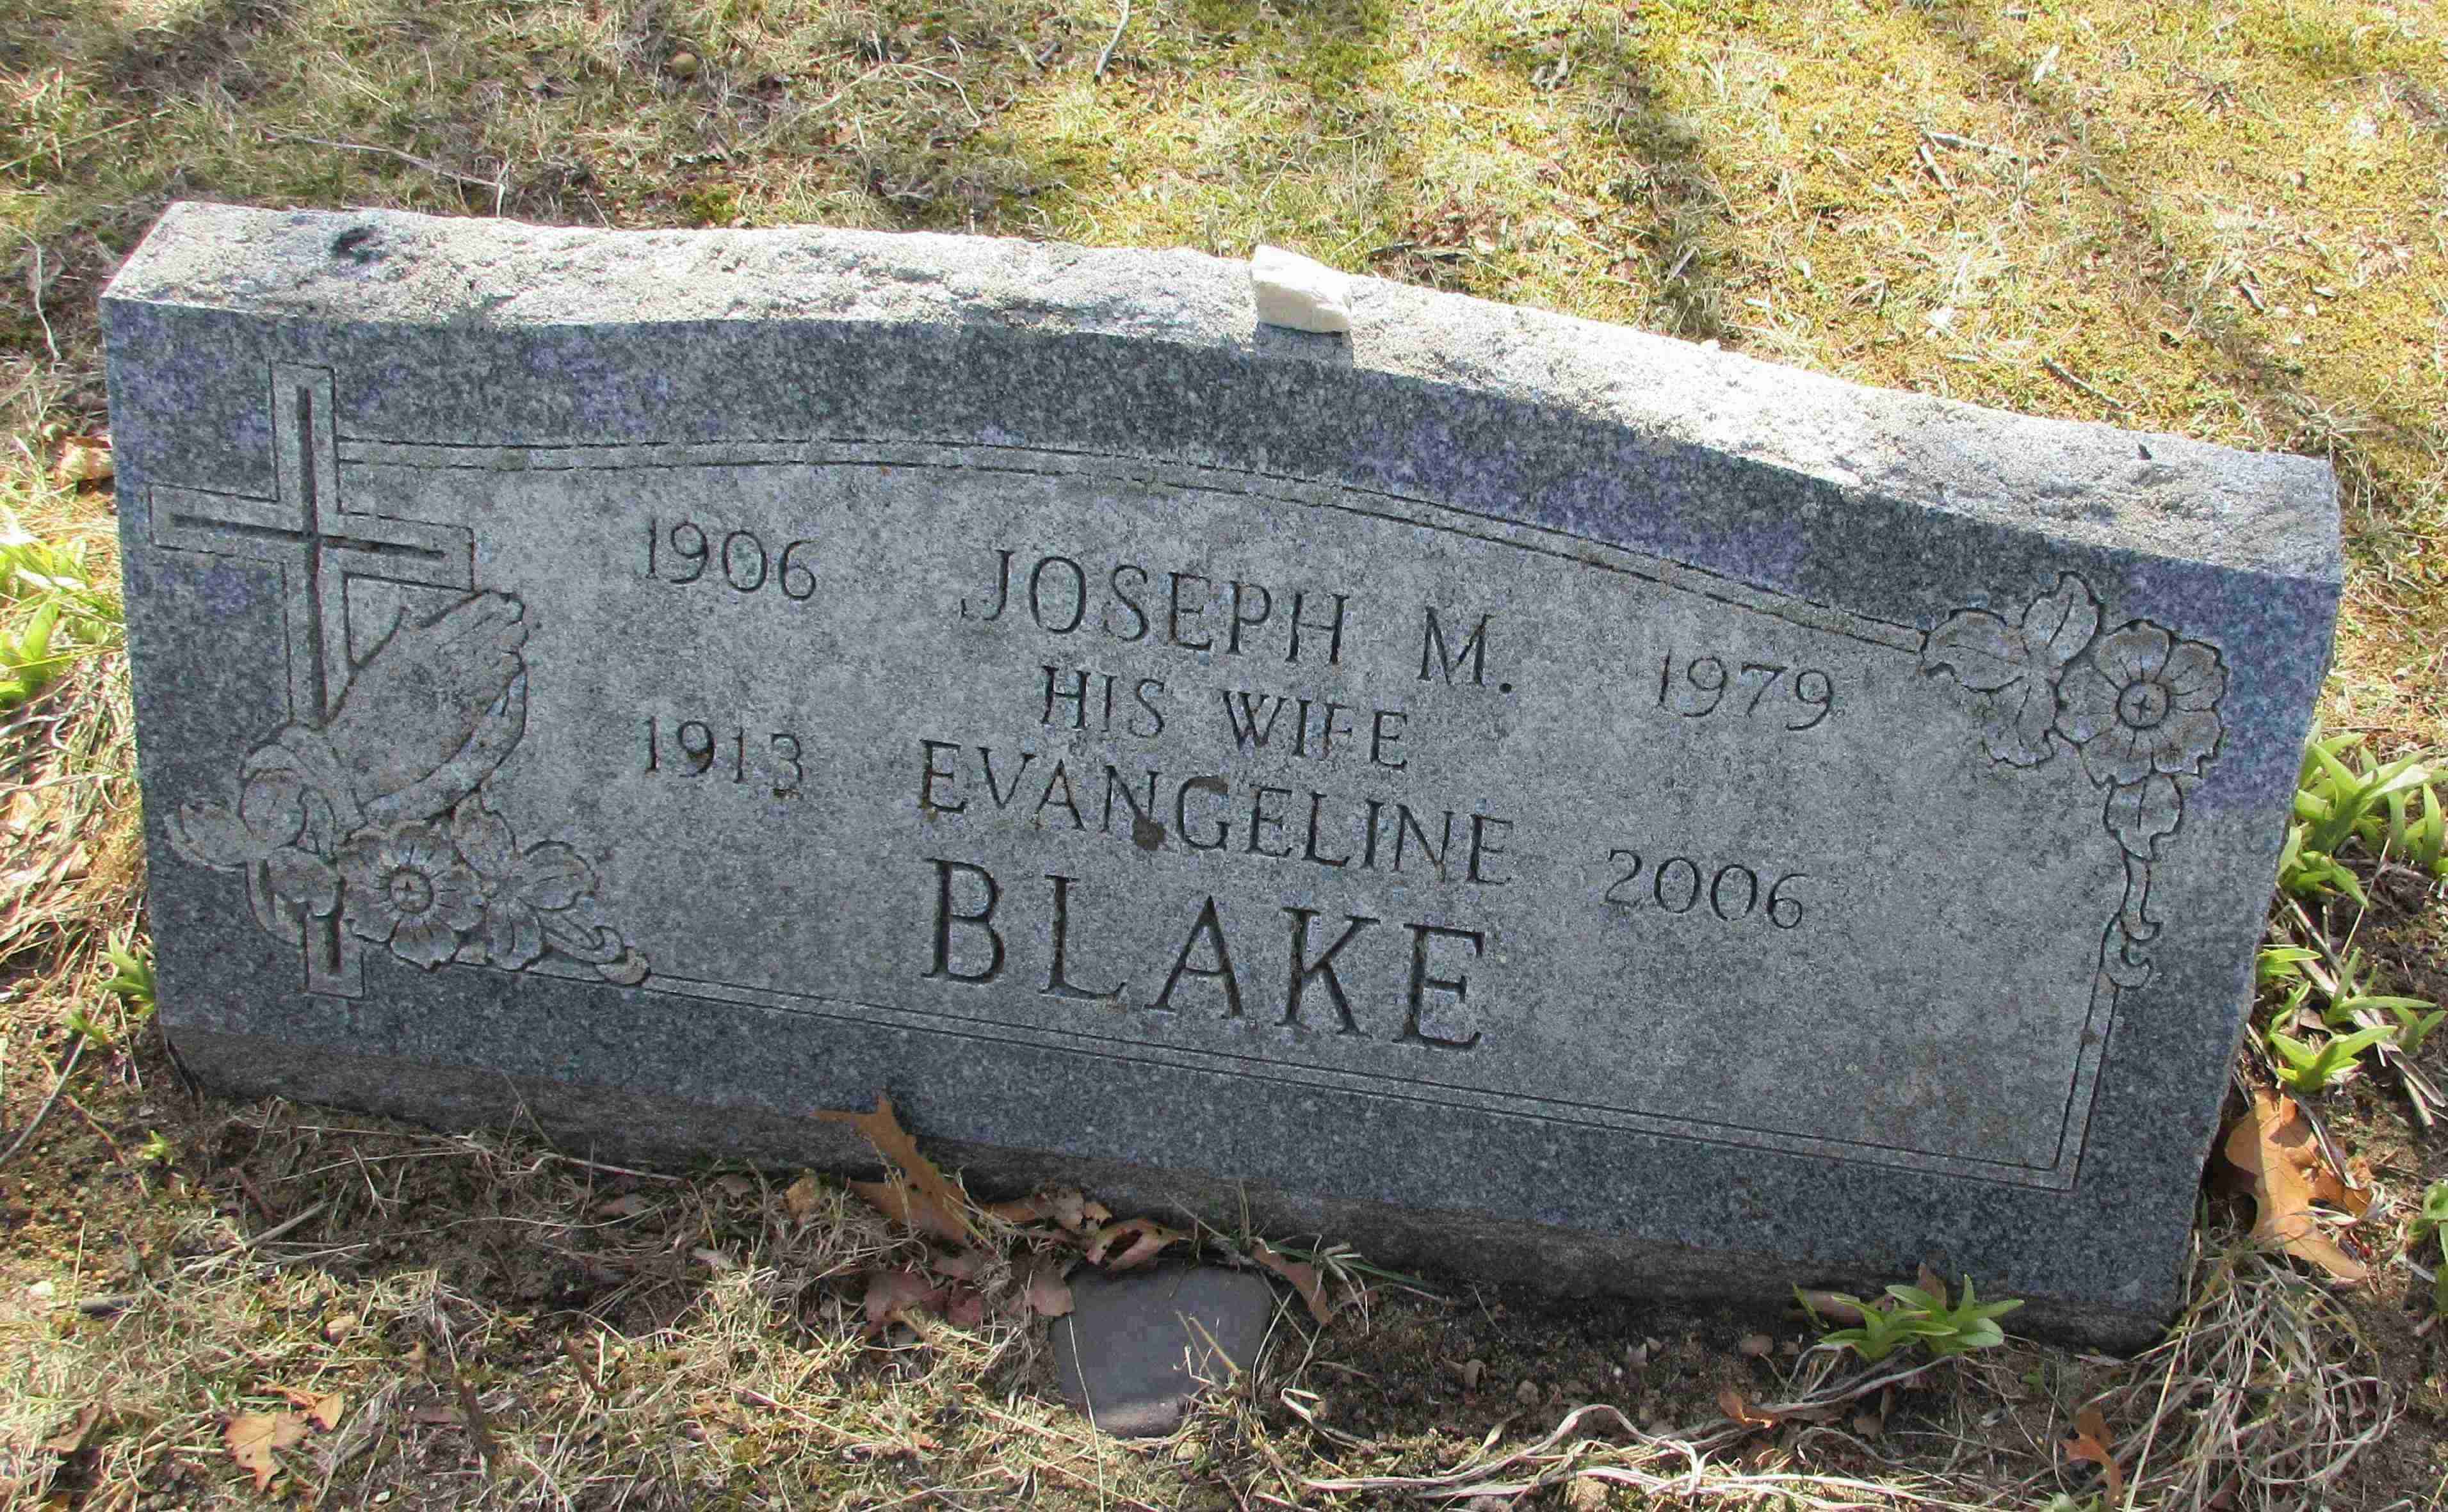 1906 JOSEPH M. 1979
HIS WIFE
1913 EVANGELINE 2006
BLAKE